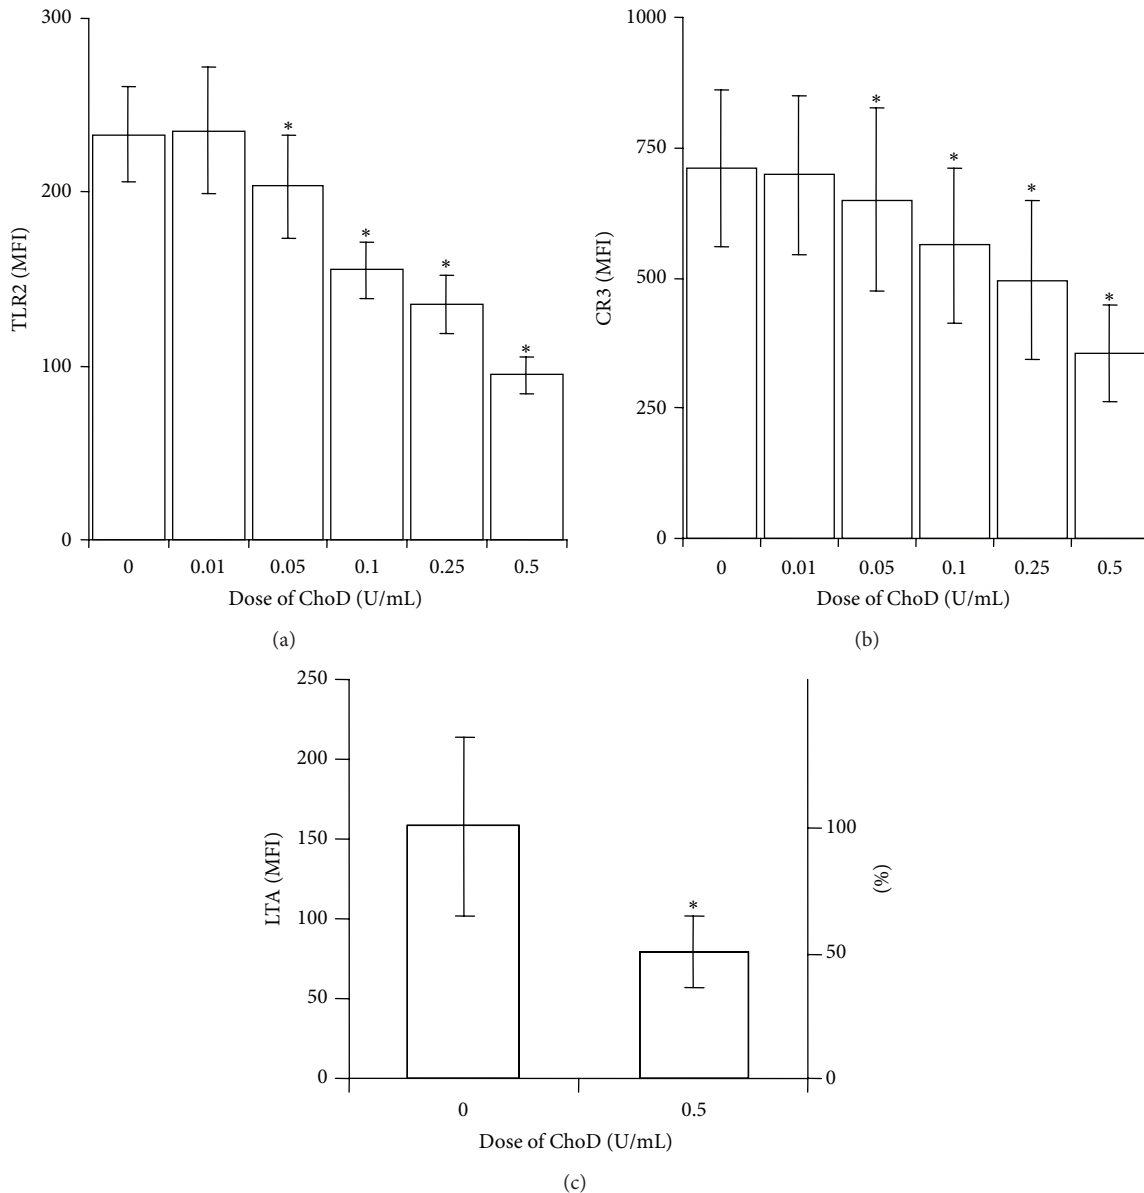 300
200
100
0
TLR2 (MFI)
* * * *
0 0.01 0.05 0.1 0.25 0.5
Dose of ChoD (U/mL)
(a)
1000
750
500
250
0
CR3 (MFI)
* * * *
0 0.01 0.05 0.1 0.25 0.5
Dose of ChoD (U/mL)
(b)
250
200
150
100
50
0
LTA (MFI)
*
100
50
0
(%)
0 0.5
Dose of ChoD (U/mL)
(c)